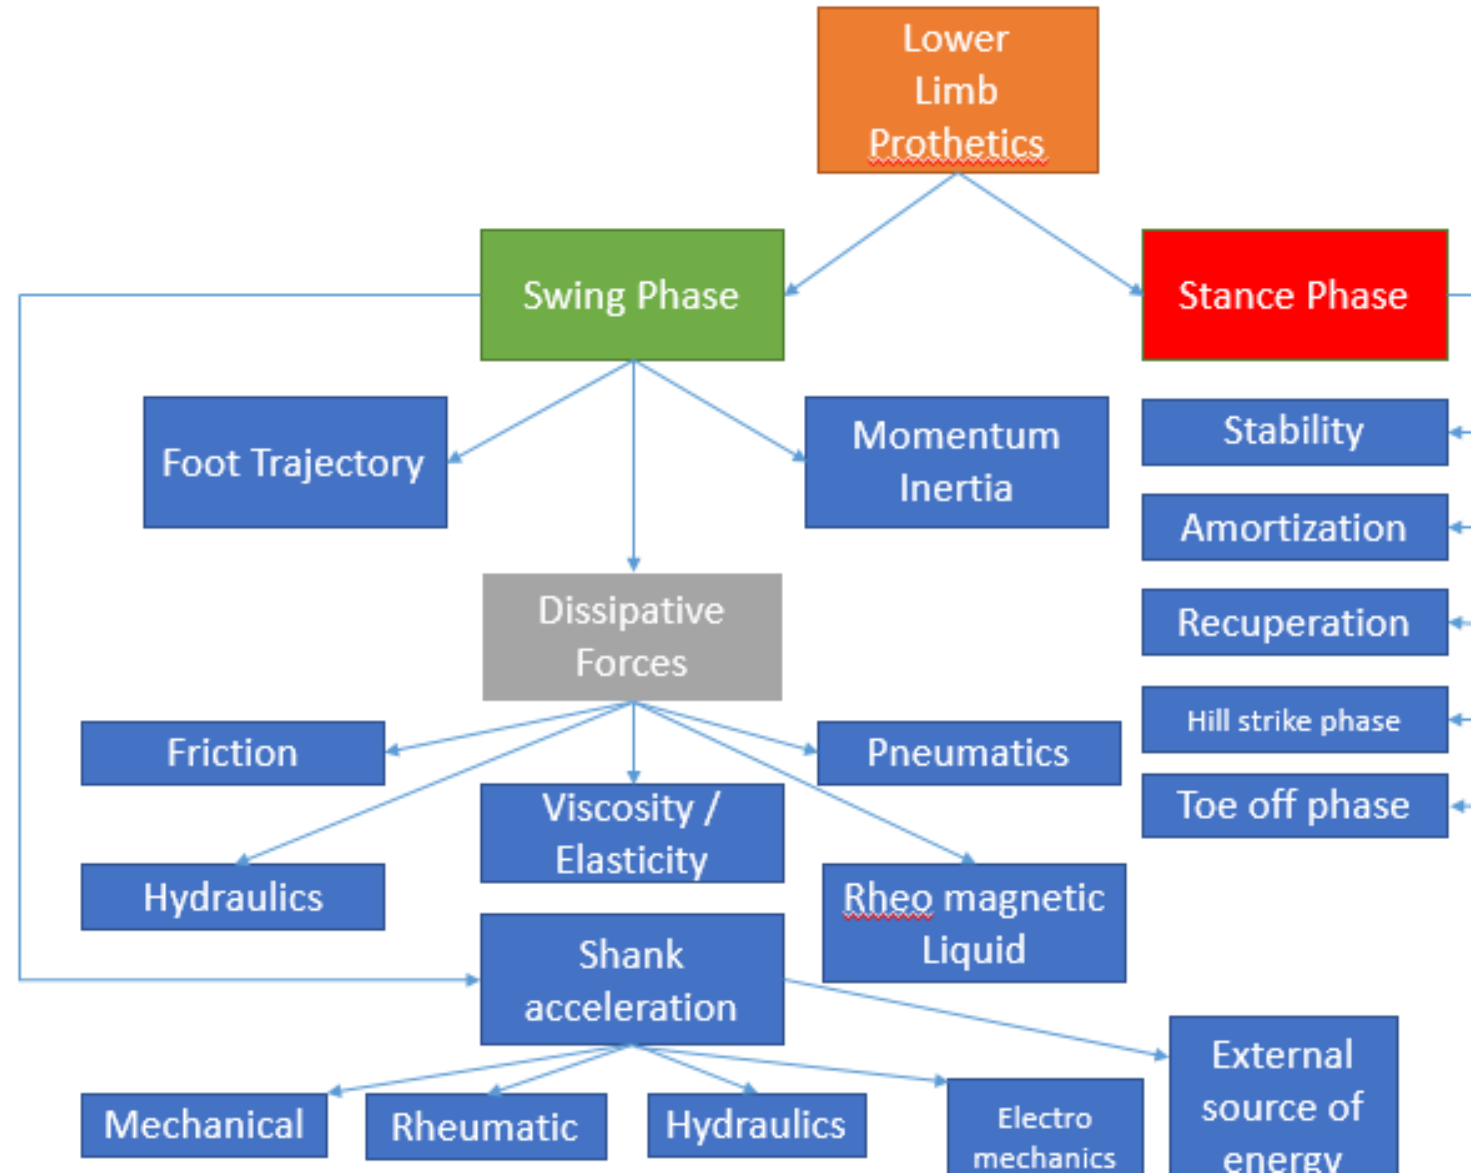 Lower
Limb
Prothetics
Swing Phase
Stance Phase
Foot Trajectory
Momentum
Inertia
Stability
Amortization
Dissipative
Forces
Recuperation
Friction
Pneumatics
Hill strike phase
Viscosity /
Elasticity
Toe off phase
Hydraulics
Rheo magnetic
Liquid
Shank
acceleration
External
source of
energy
Mechanical
Rheumatic
Hydraulics
Electro
mechanics